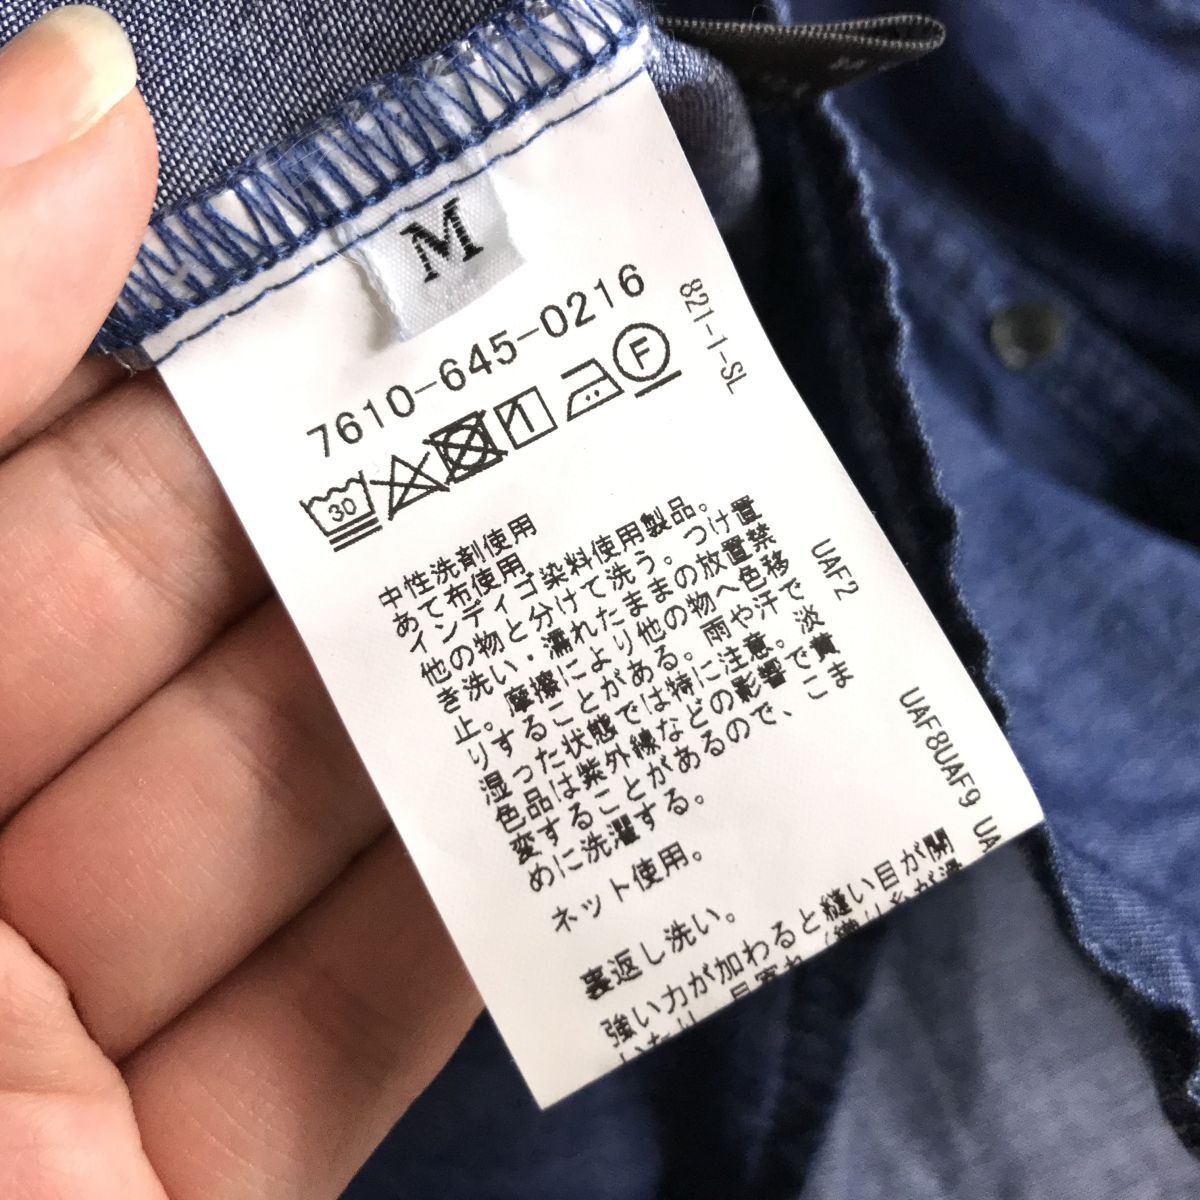 M
7610-645-0216
821-1-SL
30
F
中性洗剤使用
あて布使用
インディゴ染料使用製品。
他の物と分けて洗う。つけ置
き洗い・濡れたままの放置禁
止。摩擦により他の物へ色移
りすることがある。雨や汗で
湿った状態では特に注意。淡
色品は紫外線などの影響で黄
変することがあるので、こま
めに洗濯する。
ネット使用。
裏返し洗い。
強い力が加わると縫い目が開
UAF2
UAF8UAF9 UA